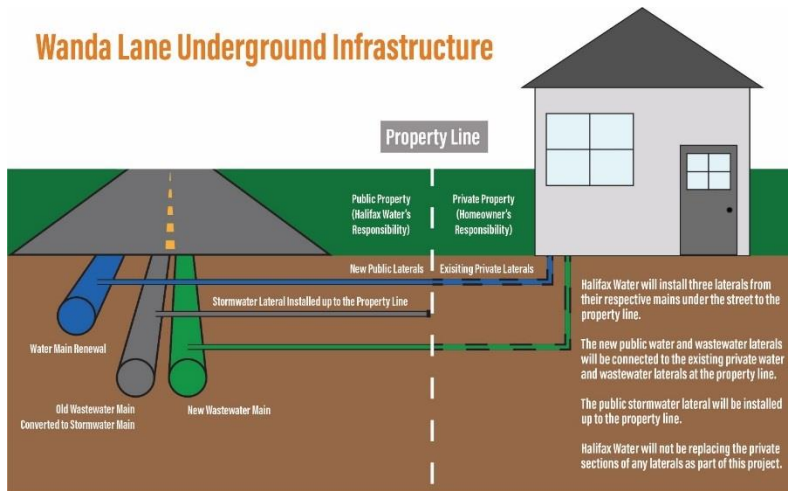 Wanda Lane Underground Infrastructure
Property Line
Public Property
(Halifax Water's
Responsibility)
Private Property
(Homeowner's
Responsibility)
New Public Laterals
Exisiting Private Laterals
Stormwater Lateral Installed up to the Property Line
Water Main Renewal
Old Wastewater Main
Converted to Stormwater Main
New Wastewater Main
Halifax Water will install three laterals from
their respective mains under the street to the
property line.
The new public water and wastewater laterals
will be connected to the existing private water
and wastewater laterals at the property line.
The public stormwater lateral will be installed
up to the property line.
Halifax Water will not be replacing the private
sections of any laterals as part of this project.